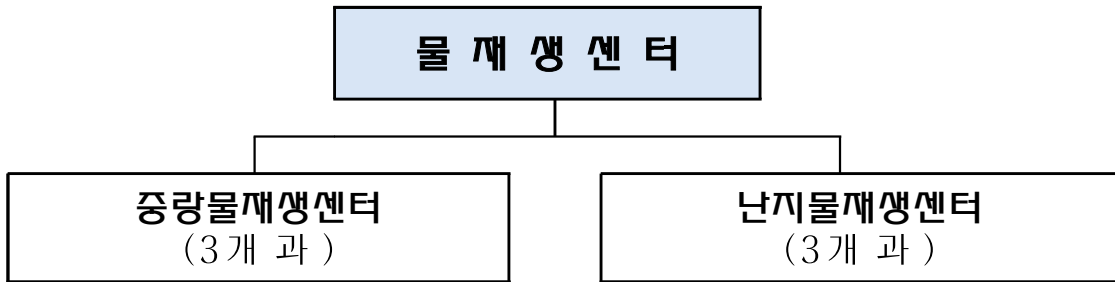 물 재 생 센 터
중랑물재생센터
(3개 과)
난지물재생센터
(3개 과)